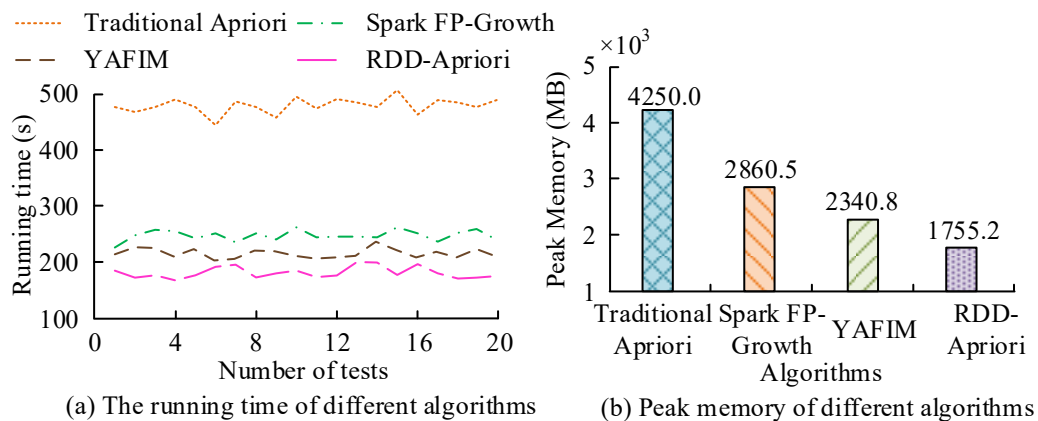 Traditional Apriori
Spark FP-Growth
YAFIM
RDD-Apriori
Running time (s)
500
400
300
200
100
0
4
8
12
16
20
Number of tests
(a) The running time of different algorithms
×10³
Peak Memory (MB)
5
4
3
2
1
4250.0
2860.5
2340.8
1755.2
Traditional
Apriori
Spark FP-
Growth
YAFIM
RDD-
Apriori
Algorithms
(b) Peak memory of different algorithms